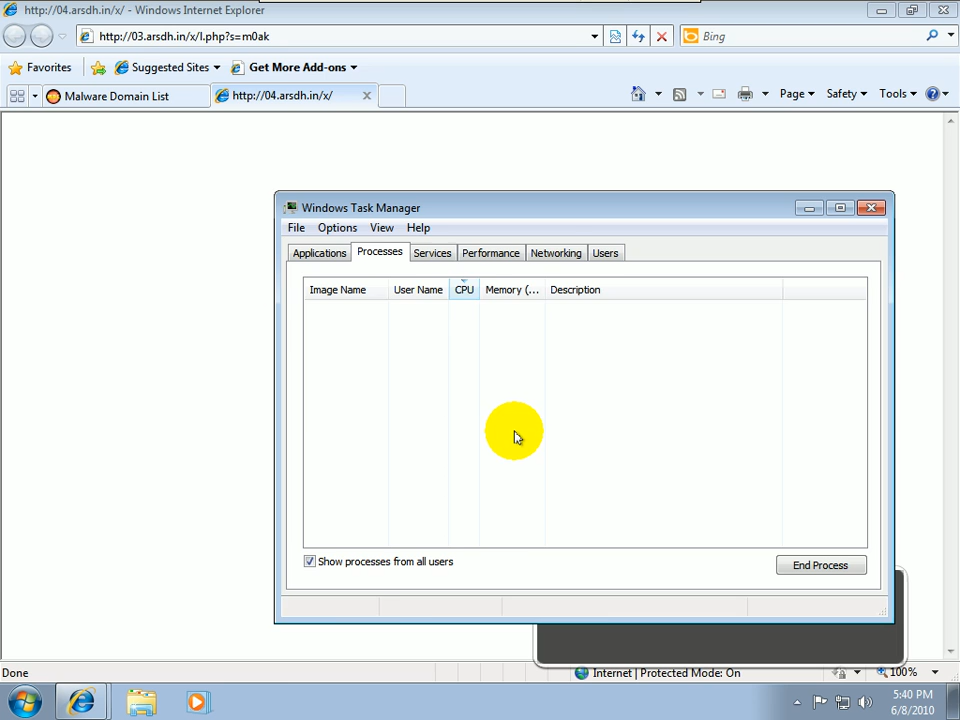 http://04.arsdh.in/x/ - Windows Internet Explorer
http://03.arsdh.in/x/l.php?s=m0ak
Bing
Favorites
Suggested Sites
Get More Add-ons
Malware Domain List
http://04.arsdh.in/x/
Page
Safety
Tools
Windows Task Manager
File Options View Help
Applications Processes Services Performance Networking Users
Image Name User Name CPU Memory (... Description
Show processes from all users
End Process
Done
Internet | Protected Mode: On
100%
5:40 PM
6/8/2010